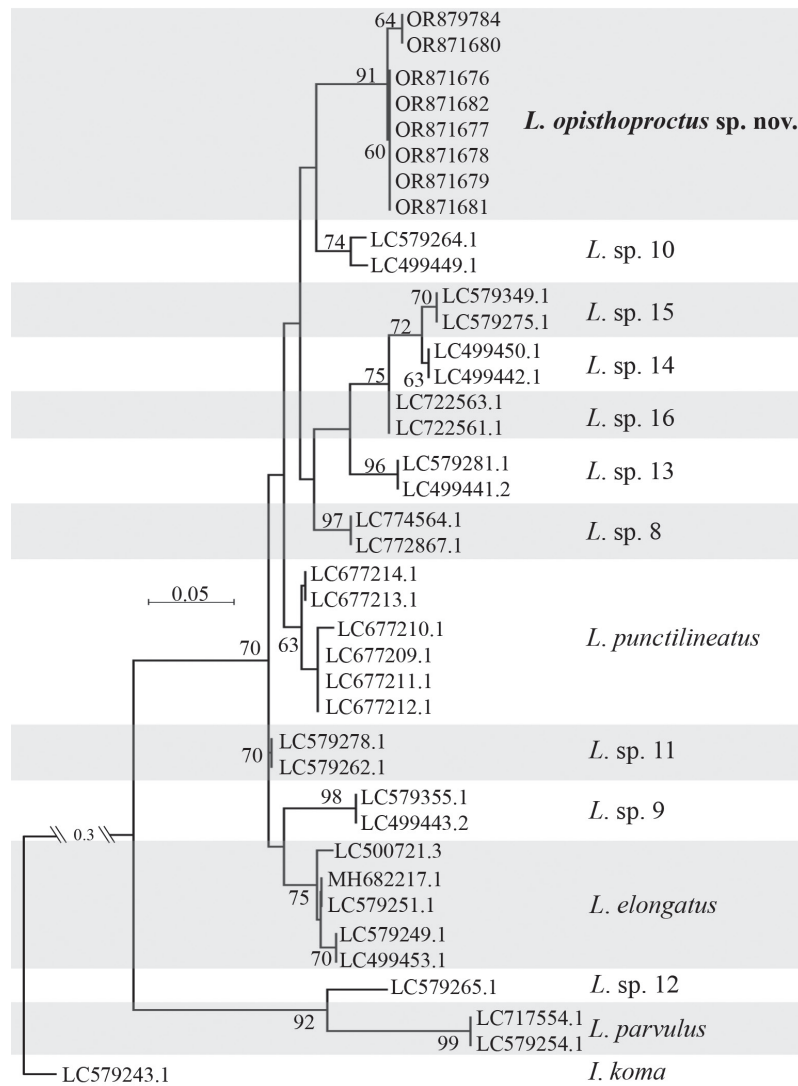 64
OR879784
OR871680
91
OR871676
OR871682
OR871677
L. opisthoproctus sp. nov.
60
OR871678
OR871679
OR871681
74
LC579264.1
LC499449.1
L. sp. 10
70
LC579349.1
LC579275.1
L. sp. 15
72
LC499450.1
LC499442.1
L. sp. 14
63
75
LC722563.1
LC722561.1
L. sp. 16
96
LC579281.1
LC499441.2
L. sp. 13
97
LC774564.1
LC772867.1
L. sp. 8
LC677214.1
LC677213.1
0.05
LC677210.1
LC677209.1
LC677211.1
LC677212.1
L. punctilineatus
63
70
LC579278.1
LC579262.1
L. sp. 11
70
98
LC579355.1
LC499443.2
L. sp. 9
0.3
LC500721.3
MH682217.1
LC579251.1
L. elongatus
75
LC579249.1
LC499453.1
70
LC579265.1
L. sp. 12
92
LC717554.1
LC579254.1
L. parvulus
99
LC579243.1
I. koma